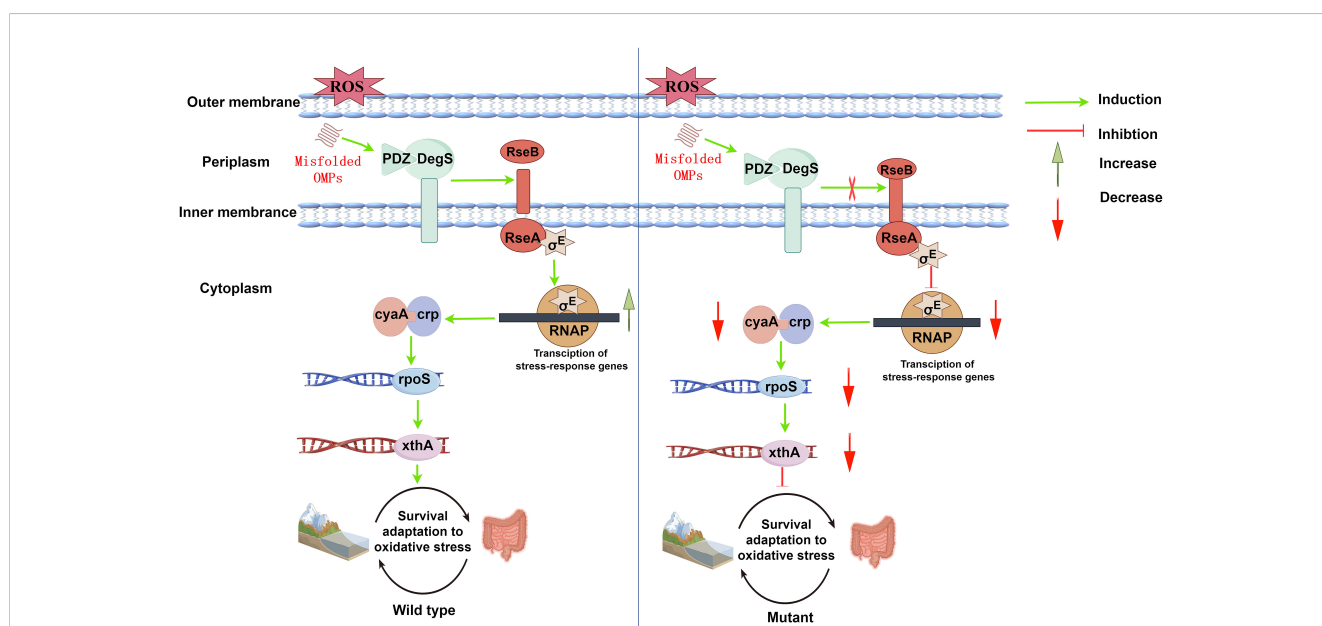 ROS
Outer membrane
Misfolded
OMPs
Periplasm
PDZ
DegS
RseB
Inner membrance
RseA
σE
Cytoplasm
σE
RNAP
Transciption of
stress-response genes
cyaA
crp
rpoS
xthA
Survival
adaptation to
oxidative stress
Wild type
ROS
Misfolded
OMPs
PDZ
DegS
RseB
RseA
σE
σE
RNAP
Transciption of
stress-response genes
cyaA
crp
rpoS
xthA
Survival
adaptation to
oxidative stress
Mutant
Induction
Inhibtion
Increase
Decrease